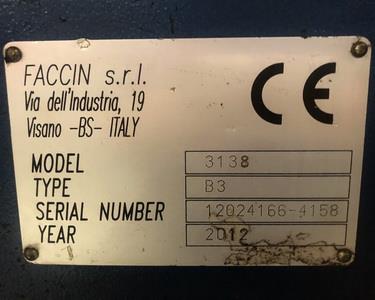 FACCIN s.r.l.
Via dell'Industria, 19
Visano -BS- ITALY
CE
MODEL 3138
TYPE B3
SERIAL NUMBER 12024166-4158
YEAR 2012